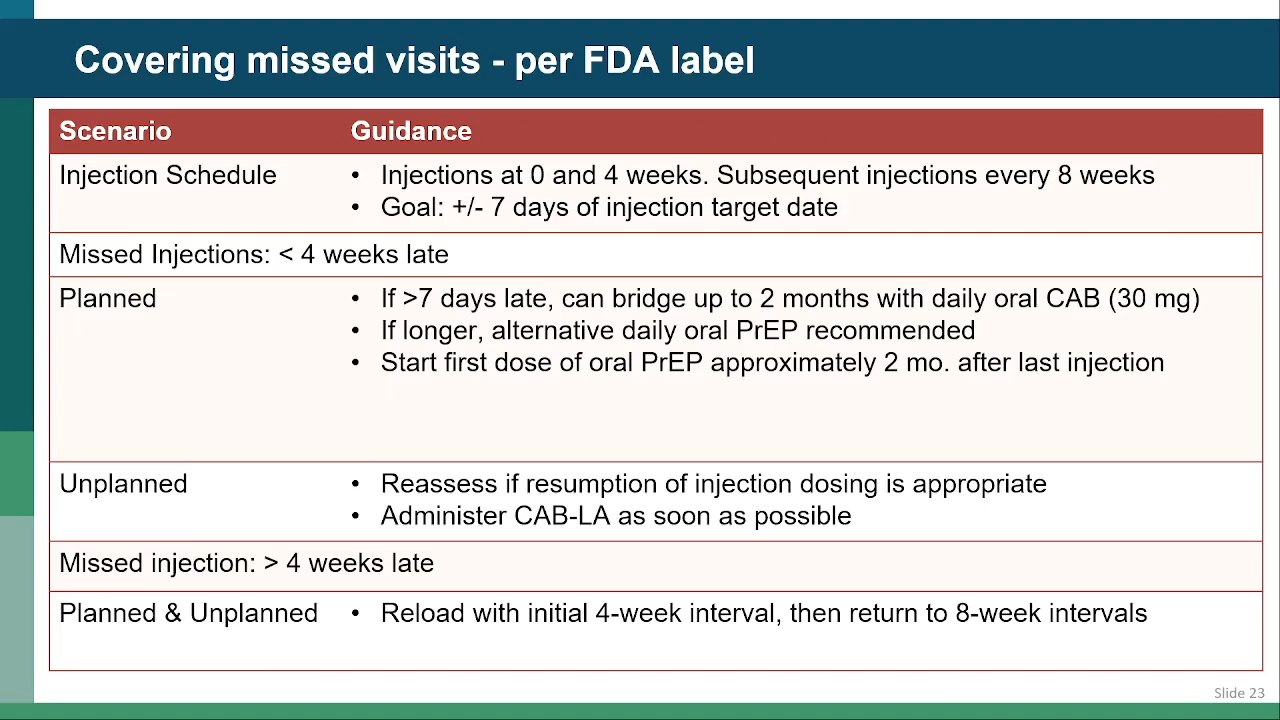 Covering missed visits - per FDA label
Scenario Guidance
Injection Schedule • Injections at 0 and 4 weeks. Subsequent injections every 8 weeks
• Goal: +/- 7 days of injection target date
Missed Injections: < 4 weeks late
Planned • If >7 days late, can bridge up to 2 months with daily oral CAB (30 mg)
• If longer, alternative daily oral PrEP recommended
• Start first dose of oral PrEP approximately 2 mo. after last injection
Unplanned • Reassess if resumption of injection dosing is appropriate
• Administer CAB-LA as soon as possible
Missed injection: > 4 weeks late
Planned & Unplanned • Reload with initial 4-week interval, then return to 8-week intervals
Slide 23